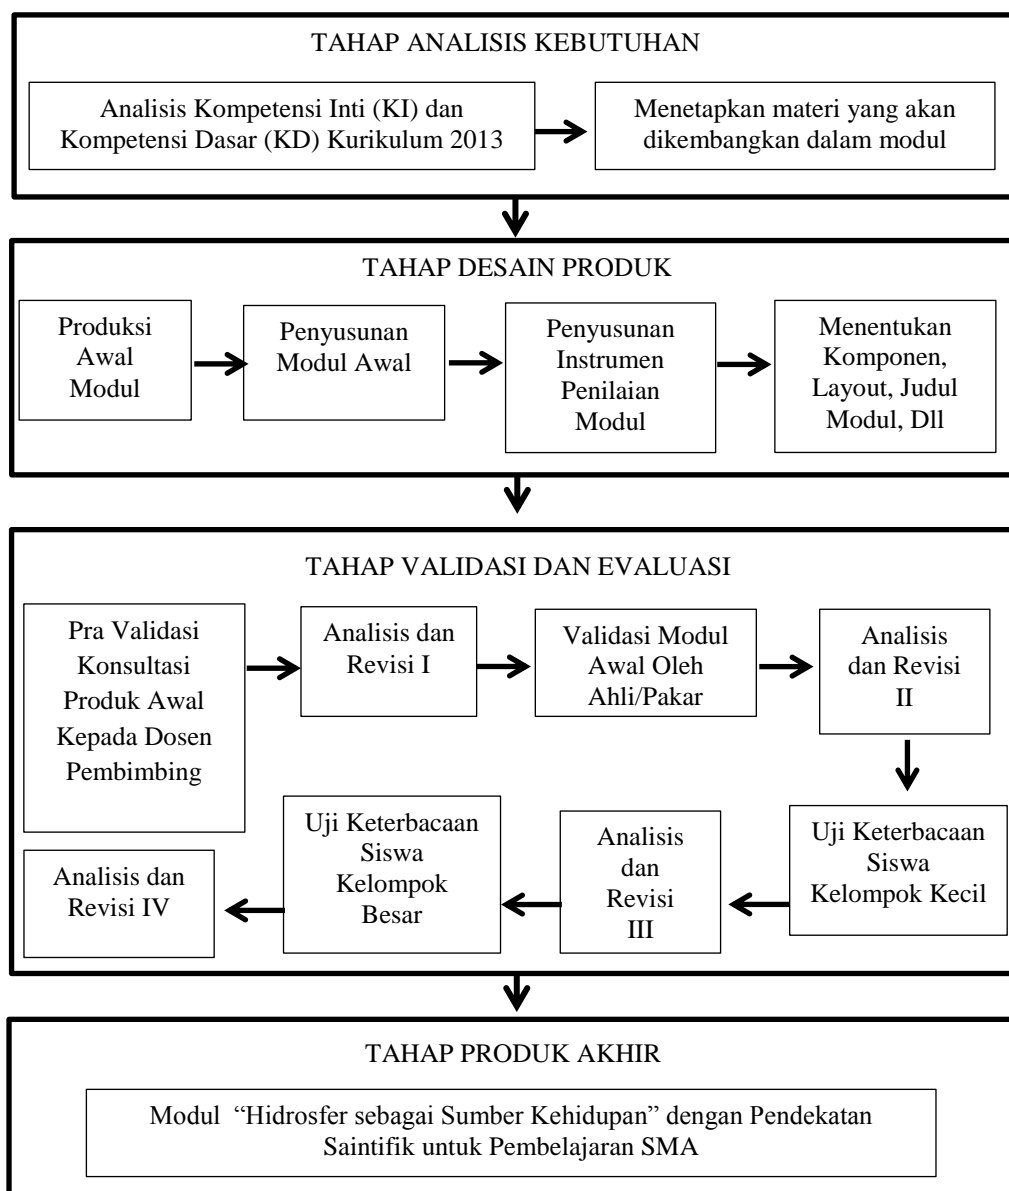 TAHAP ANALISIS KEBUTUHAN
Analisis Kompetensi Inti (KI) dan
Kompetensi Dasar (KD) Kurikulum 2013
Menetapkan materi yang akan
dikembangkan dalam modul
TAHAP DESAIN PRODUK
Produksi
Awal
Modul
Penyusunan
Modul Awal
Penyusunan
Instrumen
Penilaian
Modul
Menentukan
Komponen,
Layout, Judul
Modul, Dll
TAHAP VALIDASI DAN EVALUASI
Pra Validasi
Konsultasi
Produk Awal
Kepada Dosen
Pembimbing
Analisis dan
Revisi I
Validasi Modul
Awal Oleh
Ahli/Pakar
Analisis
dan Revisi
II
Uji Keterbacaan
Siswa
Kelompok Kecil
Analisis
dan
Revisi
III
Uji Keterbacaan
Siswa
Kelompok
Besar
Analisis dan
Revisi IV
TAHAP PRODUK AKHIR
Modul “Hidrosfer sebagai Sumber Kehidupan” dengan Pendekatan
Saintifik untuk Pembelajaran SMA